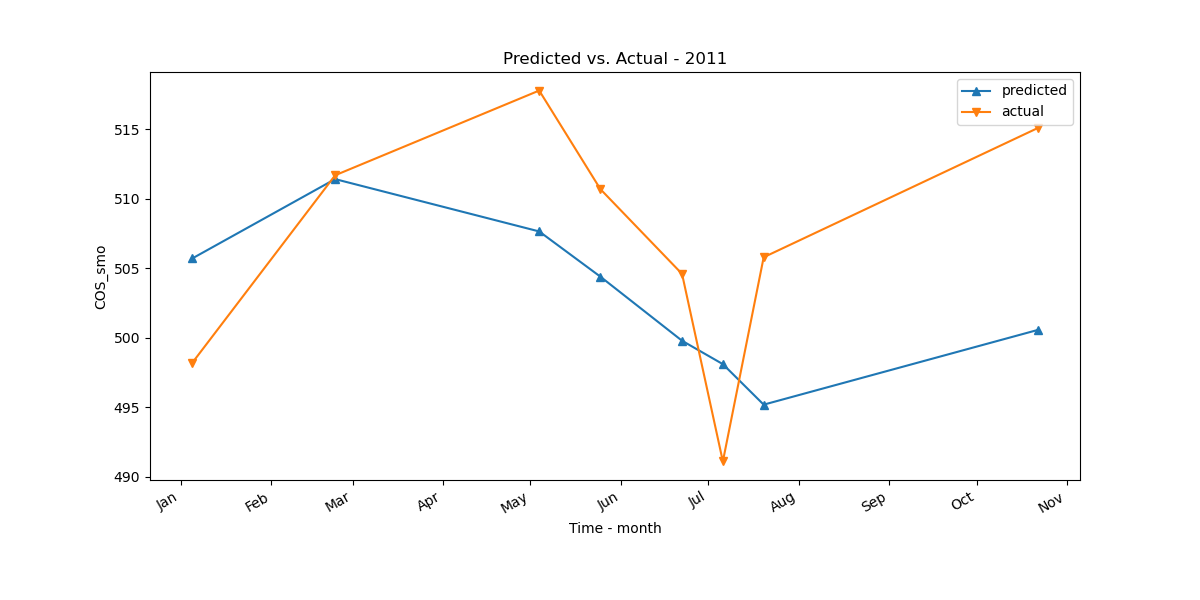 Predicted vs. Actual - 2011
predicted
actual
515
510
505
500
495
490
COS_smo
Jan
Feb
Mar
Apr
May
Jun
Jul
Aug
Sep
Oct
Nov
Time - month